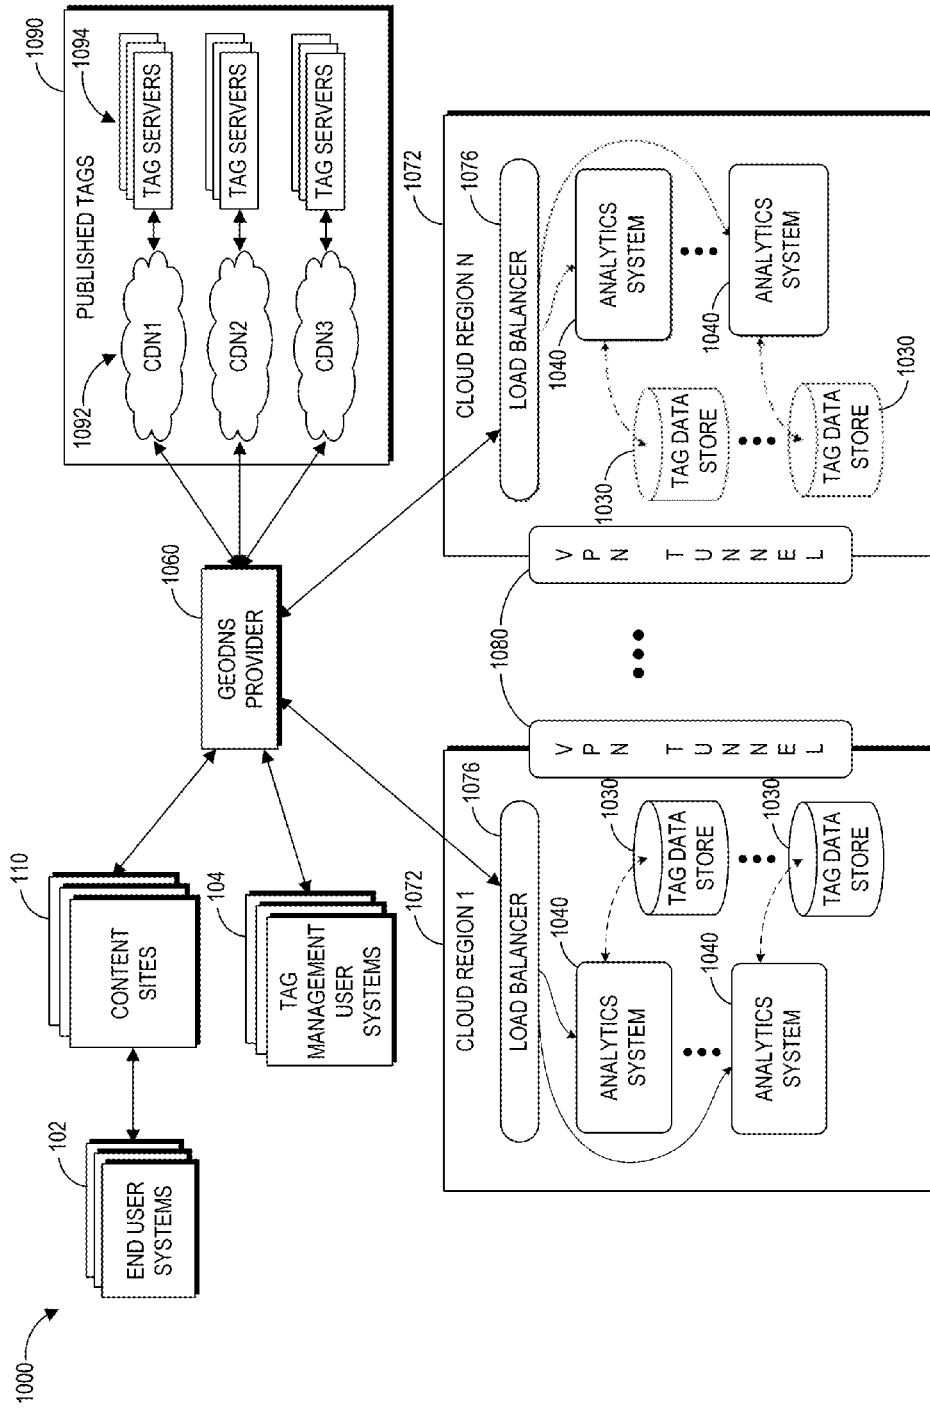 1000
102
END USER
SYSTEMS
110
CONTENT
SITES
104
TAG
MANAGEMENT
USER
SYSTEMS
1060
GEODNS
PROVIDER
1090
PUBLISHED TAGS
1092
1094
CDN1
TAG SERVERS
CDN2
TAG SERVERS
CDN3
TAG SERVERS
1072
CLOUD REGION 1
1076
LOAD BALANCER
1040
ANALYTICS
SYSTEM
1030
TAG DATA
STORE
1040
ANALYTICS
SYSTEM
1030
TAG DATA
STORE
1080
VPN TUNNEL
VPN TUNNEL
1072
CLOUD REGION N
1076
LOAD BALANCER
1030
TAG DATA
STORE
1040
ANALYTICS
SYSTEM
1030
TAG DATA
STORE
1040
ANALYTICS
SYSTEM